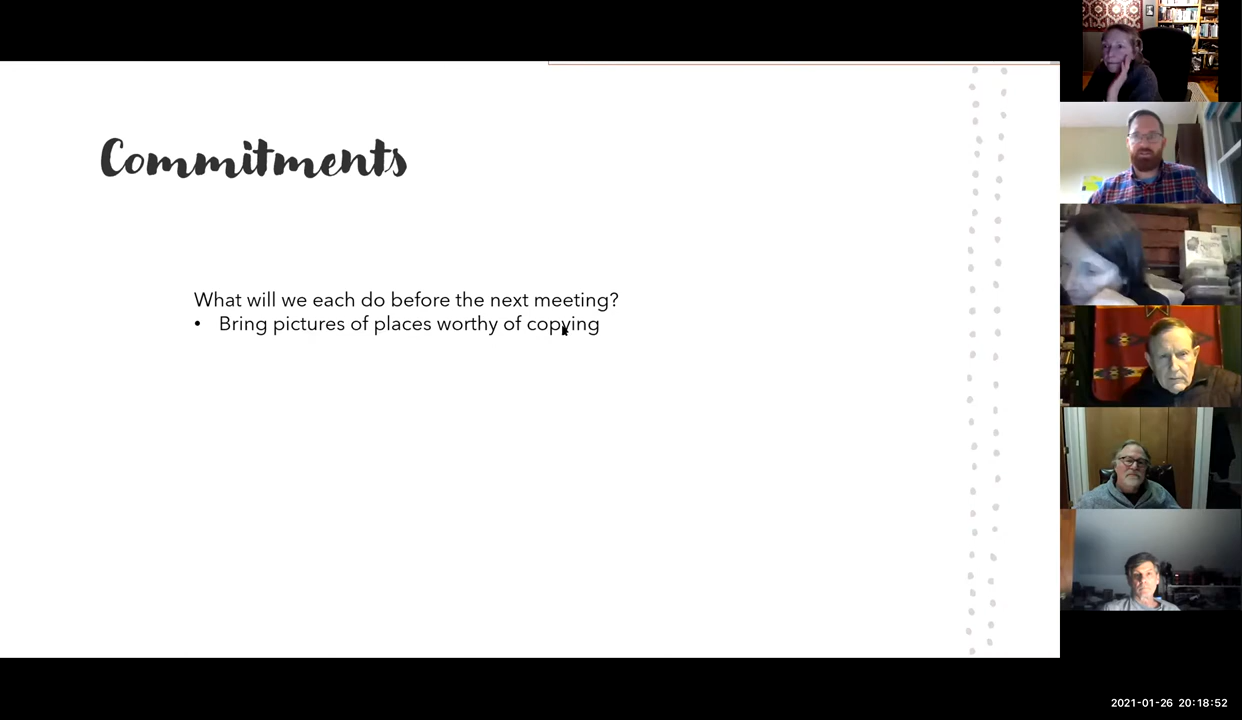 Commitments
What will we each do before the next meeting?
• Bring pictures of places worthy of copying
2021-01-26 20:18:52